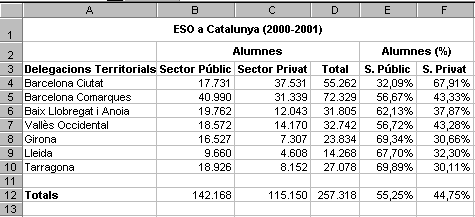 A B C D E F
1 ESO a Catalunya (2000-2001)
2 Alumnes Alumnes (%)
3 Delegacions Territorials Sector Públic Sector Privat Total S. Públic S. Privat
4 Barcelona Ciutat 17.731 37.531 55.262 32,09% 67,91%
5 Barcelona Comarques 40.990 31.339 72.329 56,67% 43,33%
6 Baix Llobregat i Anoia 19.762 12.043 31.805 62,13% 37,87%
7 Vallès Occidental 18.572 14.170 32.742 56,72% 43,28%
8 Girona 16.527 7.307 23.834 69,34% 30,66%
9 Lleida 9.660 4.608 14.268 67,70% 32,30%
10 Tarragona 18.926 8.152 27.078 69,89% 30,11%
11
12 Totals 142.168 115.150 257.318 55,25% 44,75%
13